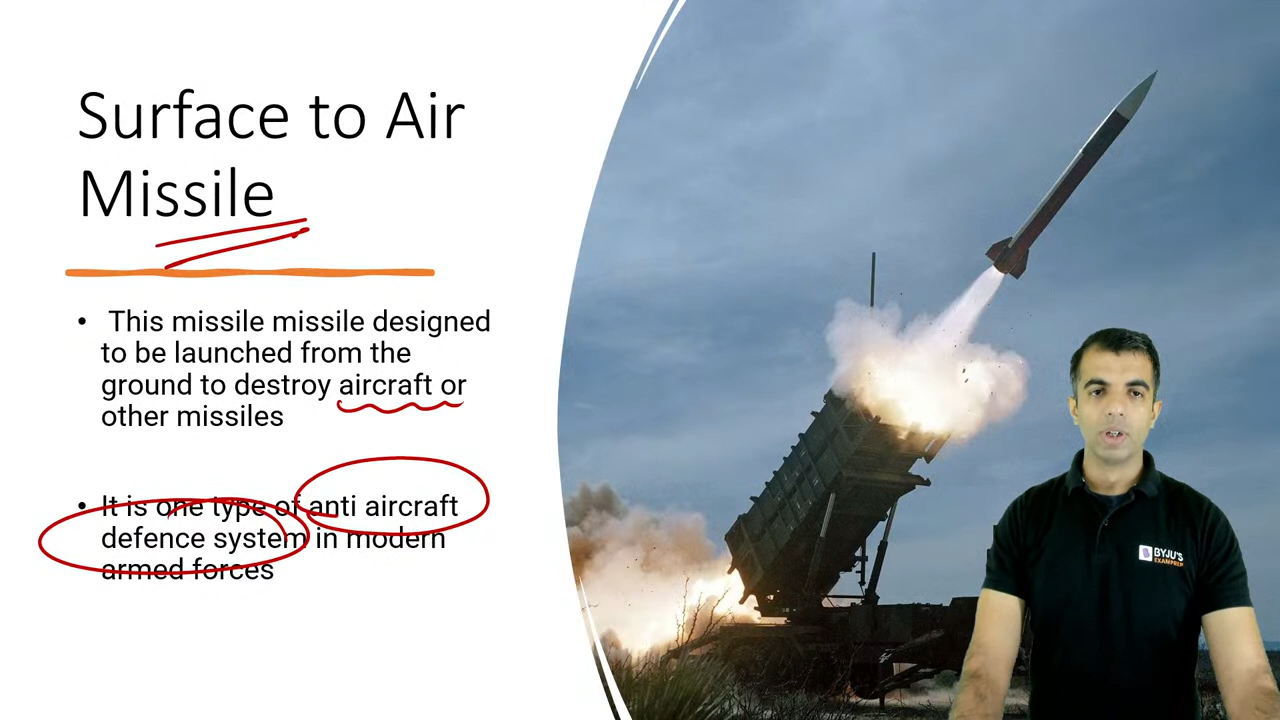 Surface to Air
Missile
• This missile missile designed
to be launched from the
ground to destroy aircraft or
other missiles
• It is one type of anti aircraft
defence system in modern
armed forces
BYJU'S
EXAM PREP